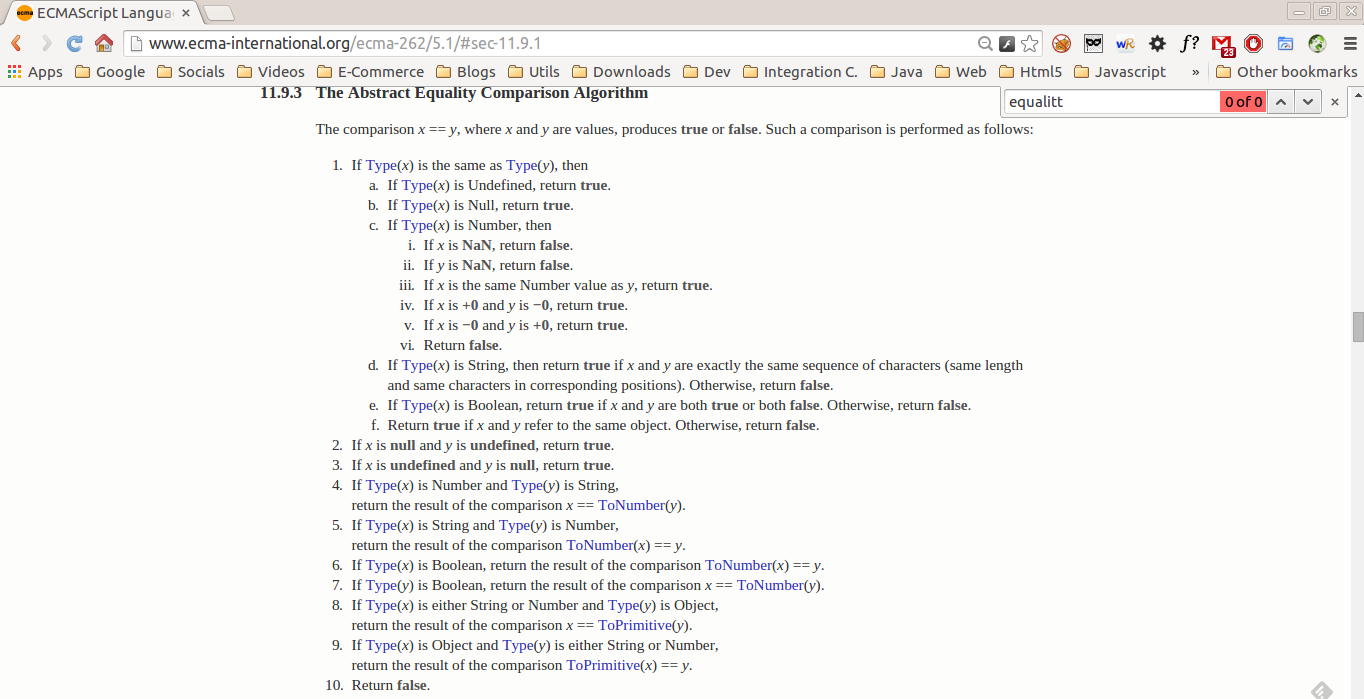 ecma ECMAScript Langua ×
www.ecma-international.org/ecma-262/5.1/#sec-11.9.1 wR f? 23
Apps Google Socials Videos E-Commerce Blogs Utils Downloads Dev Integration C. Java Web Html5 Javascript » Other bookmarks
equalitt 0 of 0 ×
11.9.3 The Abstract Equality Comparison Algorithm
The comparison x == y, where x and y are values, produces true or false. Such a comparison is performed as follows:
1. If Type(x) is the same as Type(y), then
a. If Type(x) is Undefined, return true.
b. If Type(x) is Null, return true.
c. If Type(x) is Number, then
i. If x is NaN, return false.
ii. If y is NaN, return false.
iii. If x is the same Number value as y, return true.
iv. If x is +0 and y is −0, return true.
v. If x is −0 and y is +0, return true.
vi. Return false.
d. If Type(x) is String, then return true if x and y are exactly the same sequence of characters (same length
and same characters in corresponding positions). Otherwise, return false.
e. If Type(x) is Boolean, return true if x and y are both true or both false. Otherwise, return false.
f. Return true if x and y refer to the same object. Otherwise, return false.
2. If x is null and y is undefined, return true.
3. If x is undefined and y is null, return true.
4. If Type(x) is Number and Type(y) is String,
return the result of the comparison x == ToNumber(y).
5. If Type(x) is String and Type(y) is Number,
return the result of the comparison ToNumber(x) == y.
6. If Type(x) is Boolean, return the result of the comparison ToNumber(x) == y.
7. If Type(y) is Boolean, return the result of the comparison x == ToNumber(y).
8. If Type(x) is either String or Number and Type(y) is Object,
return the result of the comparison x == ToPrimitive(y).
9. If Type(x) is Object and Type(y) is either String or Number,
return the result of the comparison ToPrimitive(x) == y.
10. Return false.